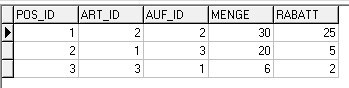 POS_ID ART_ID AUF_ID MENGE RABATT
1 2 2 30 25
2 1 3 20 5
3 3 1 6 2